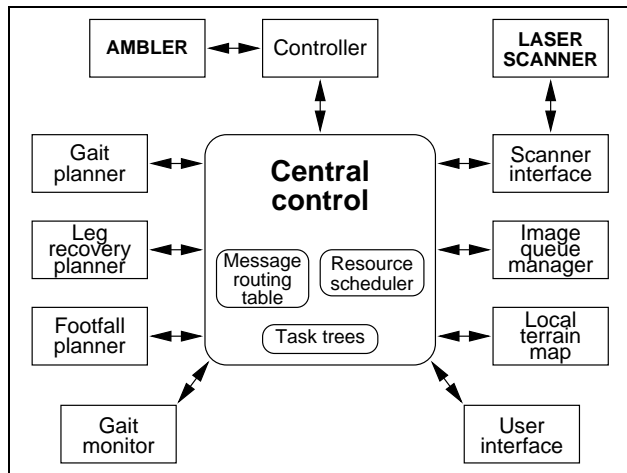 AMBLER
Controller
LASER
SCANNER
Gait
planner
Central
control
Scanner
interface
Leg
recovery
planner
Message
routing
table
Resource
scheduler
Image
queue
manager
Footfall
planner
Task trees
Local
terrain
map
Gait
monitor
User
interface